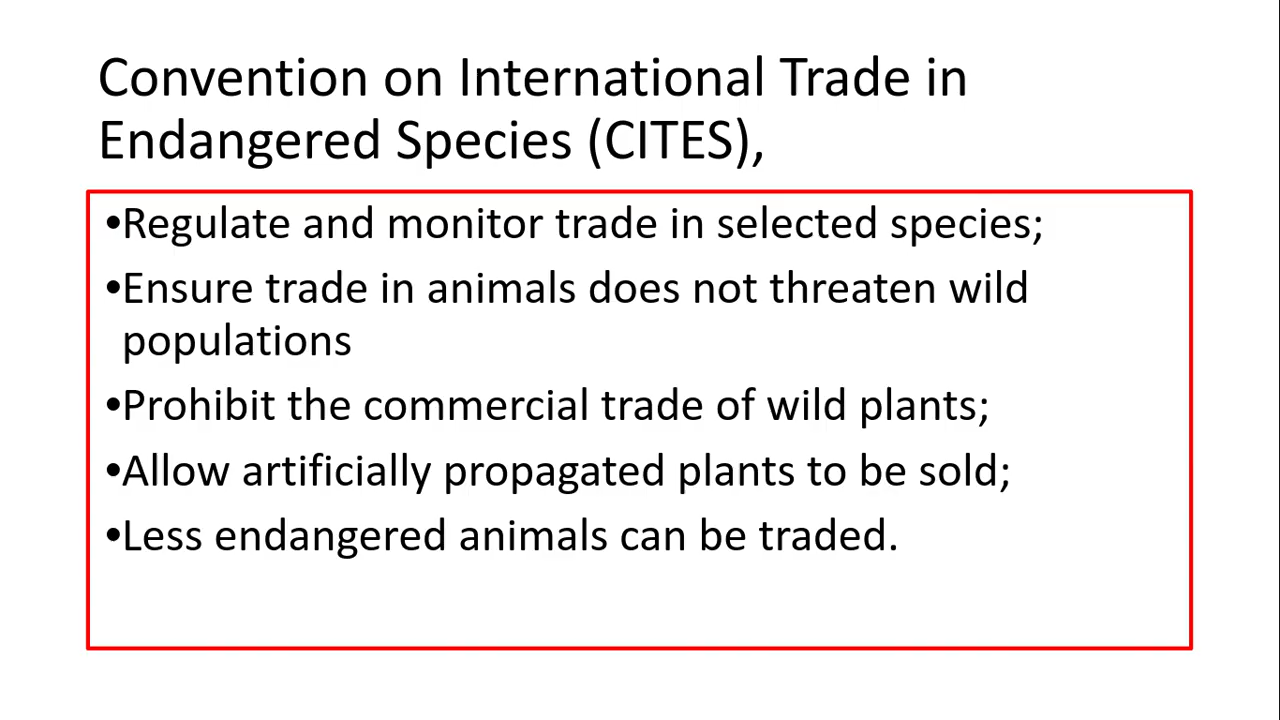 Convention on International Trade in
Endangered Species (CITES),
•Regulate and monitor trade in selected species;
•Ensure trade in animals does not threaten wild
populations
•Prohibit the commercial trade of wild plants;
•Allow artificially propagated plants to be sold;
•Less endangered animals can be traded.